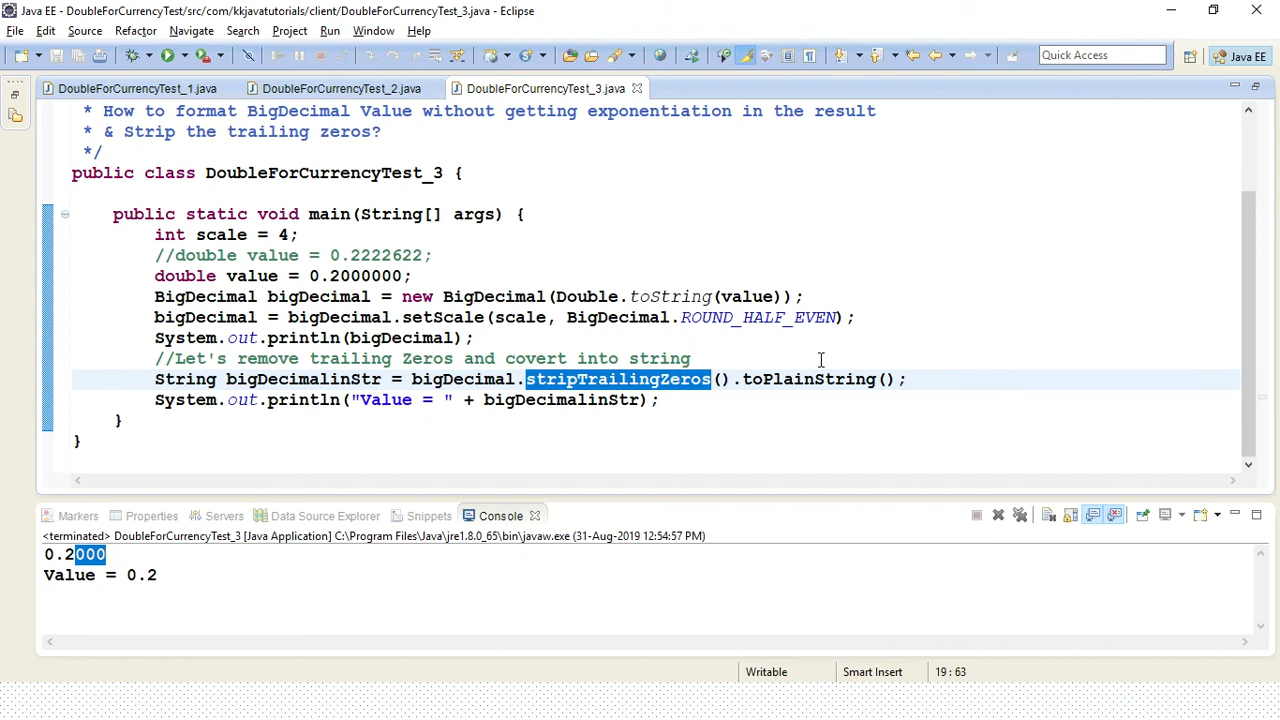 Java EE - DoubleForCurrencyTest/src/com/kkjavatutorials/client/DoubleForCurrencyTest_3.java - Eclipse
File Edit Source Refactor Navigate Search Project Run Window Help
Quick Access
Java EE
DoubleForCurrencyTest_1.java DoubleForCurrencyTest_2.java DoubleForCurrencyTest_3.java
* How to format BigDecimal Value without getting exponentiation in the result
* & Strip the trailing zeros?
*/
public class DoubleForCurrencyTest_3 {
public static void main(String[] args) {
int scale = 4;
//double value = 0.2222622;
double value = 0.2000000;
BigDecimal bigDecimal = new BigDecimal(Double.toString(value));
bigDecimal = bigDecimal.setScale(scale, BigDecimal.ROUND_HALF_EVEN);
System.out.println(bigDecimal);
//Let's remove trailing Zeros and covert into string
String bigDecimalinStr = bigDecimal.stripTrailingZeros().toPlainString();
System.out.println("Value = " + bigDecimalinStr);
}
}
Markers Properties Servers Data Source Explorer Snippets Console
<terminated> DoubleForCurrencyTest_3 [Java Application] C:\Program Files\Java\jre1.8.0_65\bin\javaw.exe (31-Aug-2019 12:54:57 PM)
0.2000
Value = 0.2
Writable Smart Insert 19 : 63